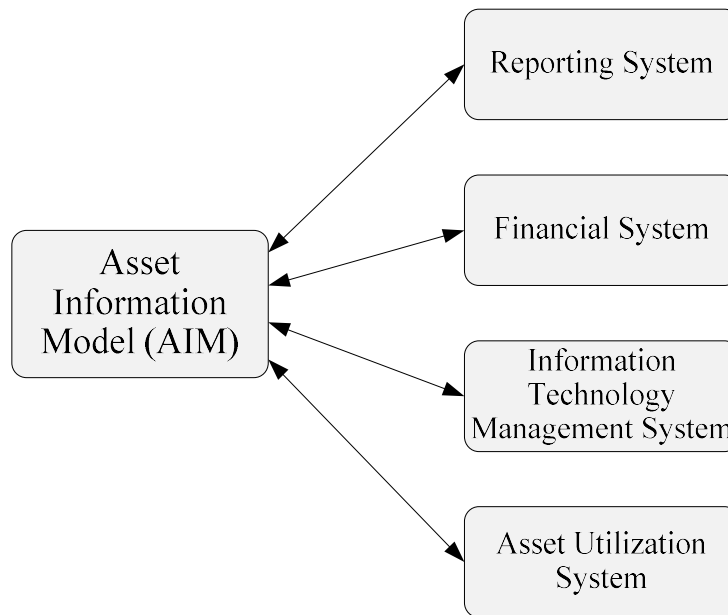 Reporting System
Financial System
Asset
Information
Model (AIM)
Information
Technology
Management System
Asset Utilization
System